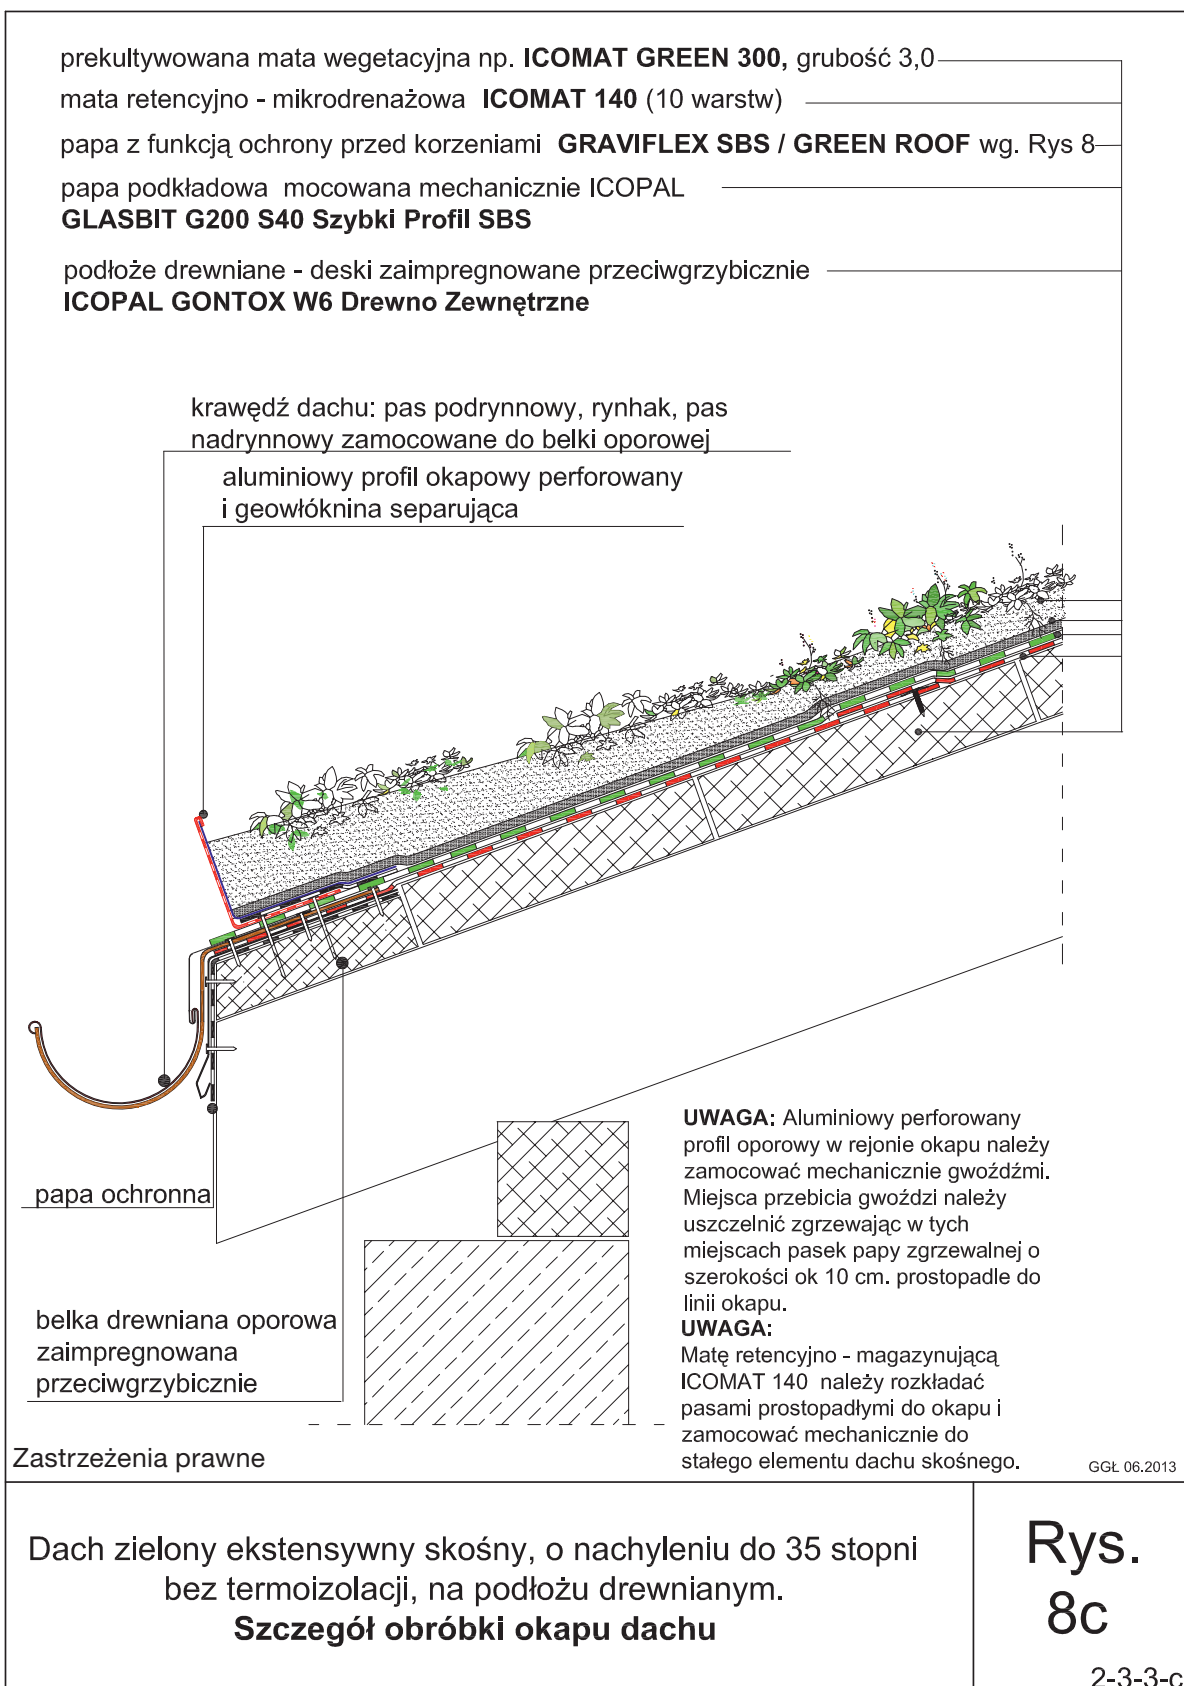 prekultywowana mata wegetacyjna np. ICOMAT GREEN 300, grubość 3,0
mata retencyjno - mikrodrenażowa ICOMAT 140 (10 warstw)
papa z funkcją ochrony przed korzeniami GRAVIFLEX SBS / GREEN ROOF wg. Rys 8
papa podkładowa mocowana mechanicznie ICOPAL
GLASBIT G200 S40 Szybki Profil SBS
podłoże drewniane - deski zaimpregnowane przeciwgrzybicznie
ICOPAL GONTOX W6 Drewno Zewnętrzne
krawędź dachu: pas podrynnowy, rynhak, pas
nadrynnowy zamocowane do belki oporowej
aluminiowy profil okapowy perforowany
i geowłóknina separująca
UWAGA: Aluminiowy perforowany
profil oporowy w rejonie okapu należy
zamocować mechanicznie gwoźdźmi.
Miejsca przebicia gwoździ należy
uszczelnić zgrzewając w tych
miejscach pasek papy zgrzewalnej o
szerokości ok 10 cm. prostopadle do
linii okapu.
UWAGA:
Matę retencyjno - magazynującą
ICOMAT 140 należy rozkładać
pasami prostopadłymi do okapu i
zamocować mechanicznie do
stałego elementu dachu skośnego.
papa ochronna
belka drewniana oporowa
zaimpregnowana
przeciwgrzybicznie
Zastrzeżenia prawne
GGŁ 06.2013
Dach zielony ekstensywny skośny, o nachyleniu do 35 stopni
bez termoizolacji, na podłożu drewnianym.
Szczegół obróbki okapu dachu
Rys.
8c
2-3-3-c